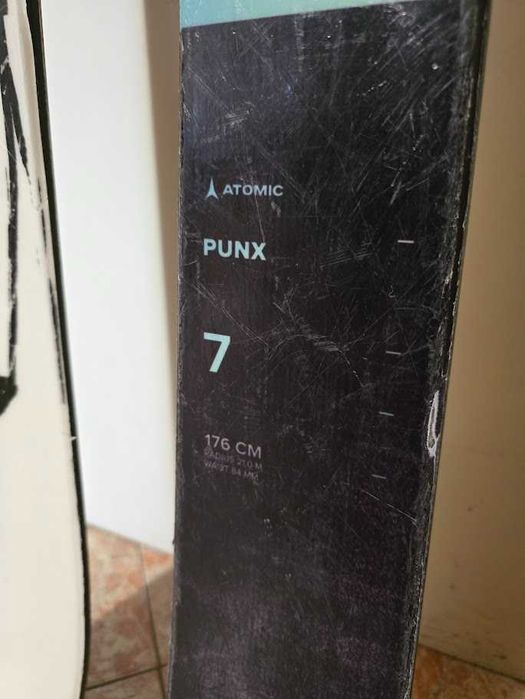 ATOMIC
PUNX
7
176 CM
RADIUS 21.0 M
WAIST 84 MM